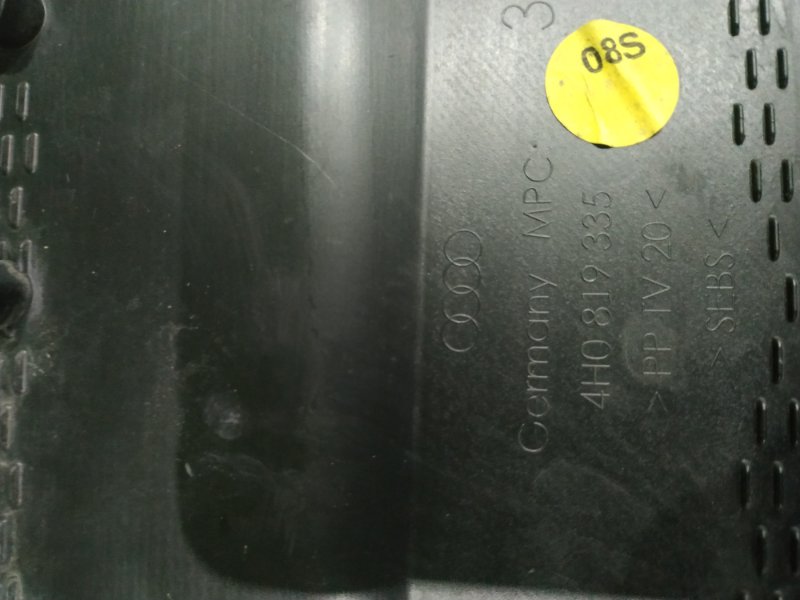 3
08S
Germany MPC
4H0 819 335
> PP TV 20 <
> SEBS <